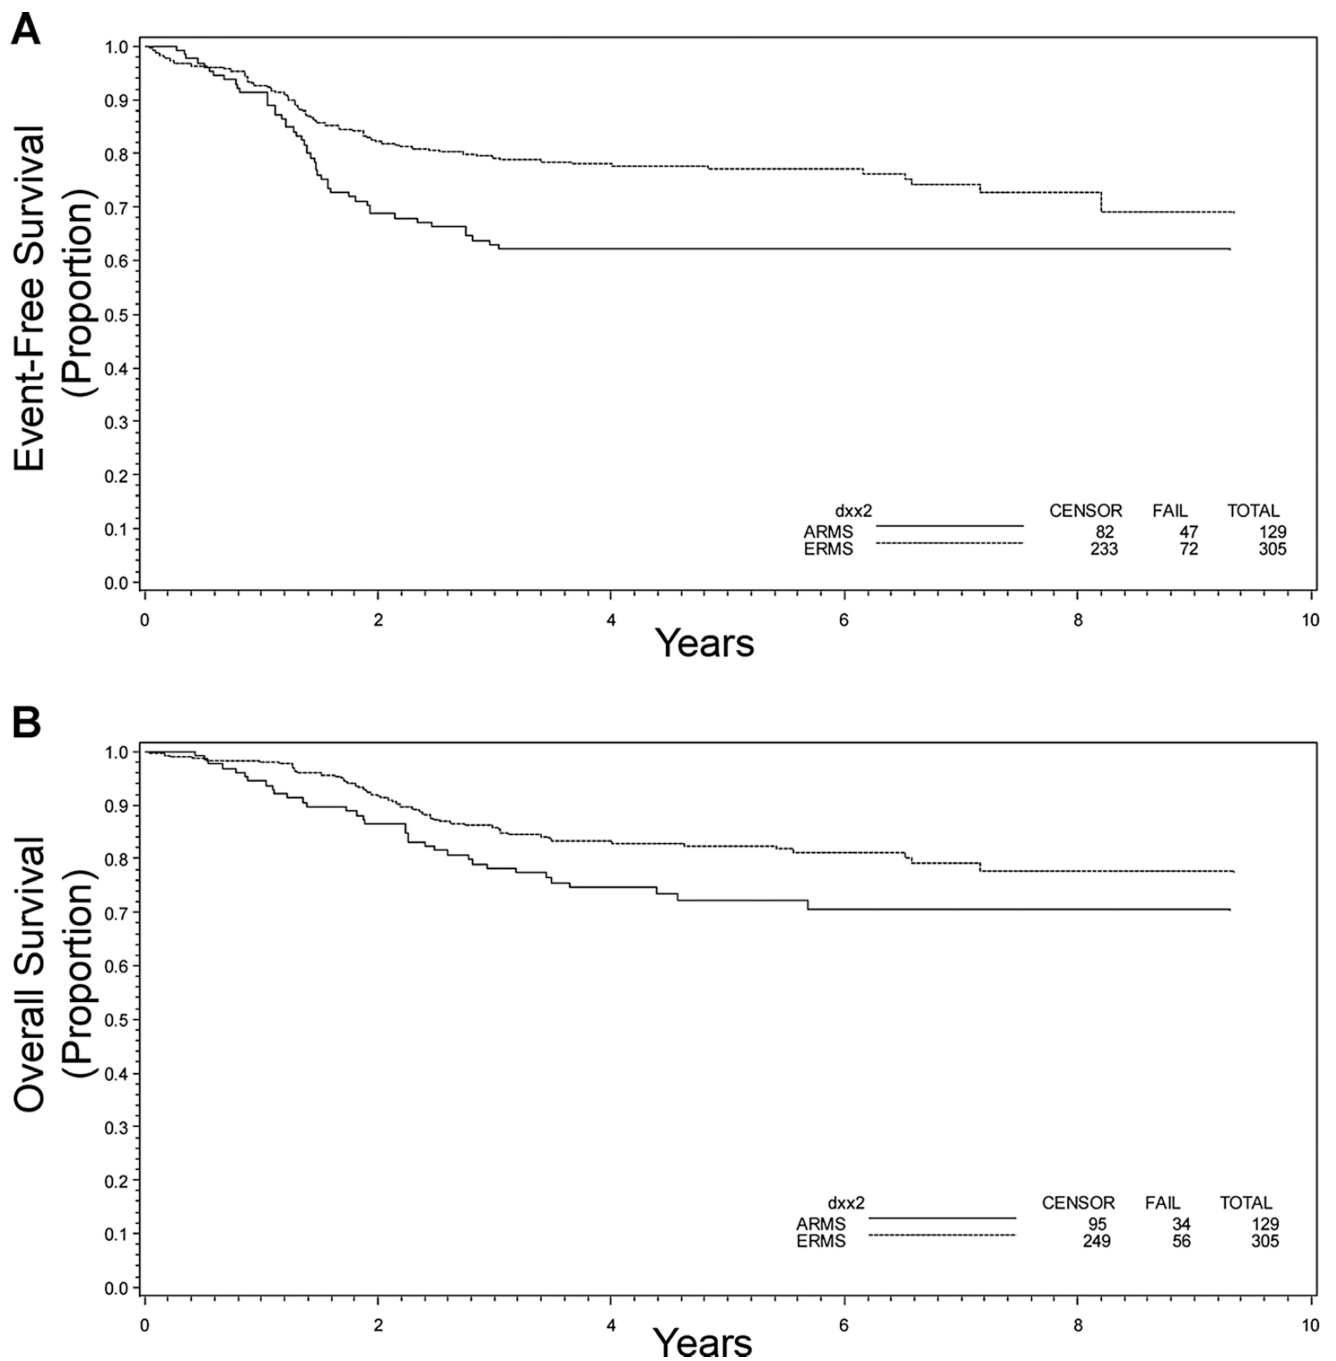 A
Event-Free Survival
(Proportion)
1.0
0.9
0.8
0.7
0.6
0.5
0.4
0.3
0.2
0.1
0.0
dxx2 CENSOR FAIL TOTAL
ARMS 82 47 129
ERMS 233 72 305
0 2 4 6 8 10
Years
B
Overall Survival
(Proportion)
1.0
0.9
0.8
0.7
0.6
0.5
0.4
0.3
0.2
0.1
0.0
dxx2 CENSOR FAIL TOTAL
ARMS 95 34 129
ERMS 249 56 305
0 2 4 6 8 10
Years